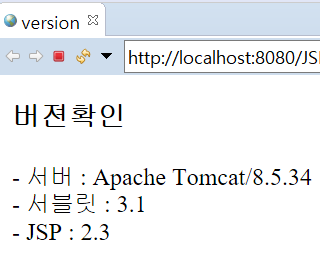 version
http://localhost:8080/JS
버젼확인
- 서버 : Apache Tomcat/8.5.34
- 서블릿 : 3.1
- JSP : 2.3